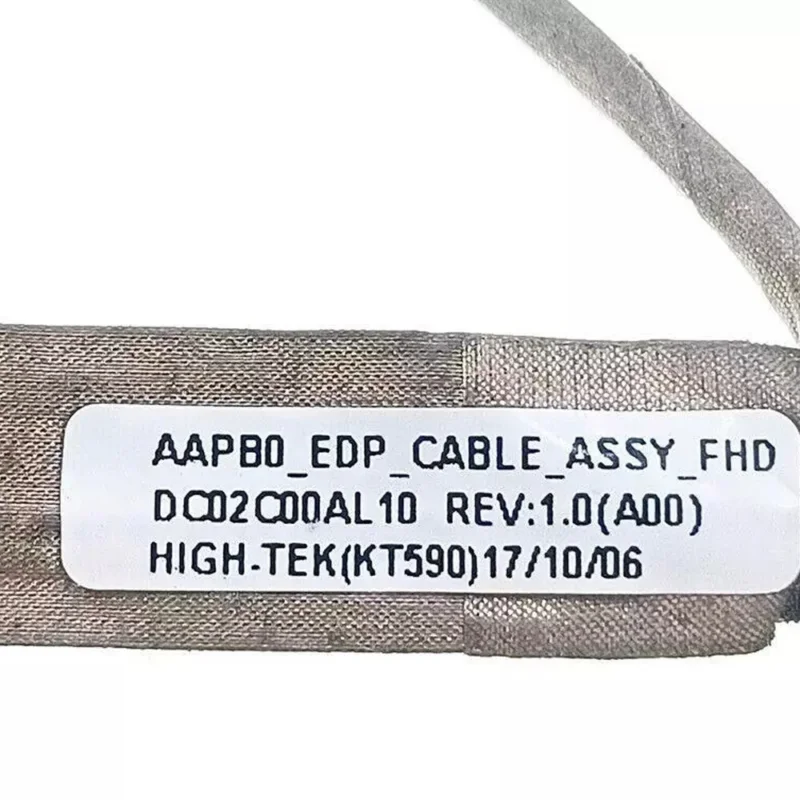 AAPB0_EDP_CABLE_ASSY_FHD
DC02C00AL10 REV:1.0(A00)
HIGH-TEK(KT590)17/10/06